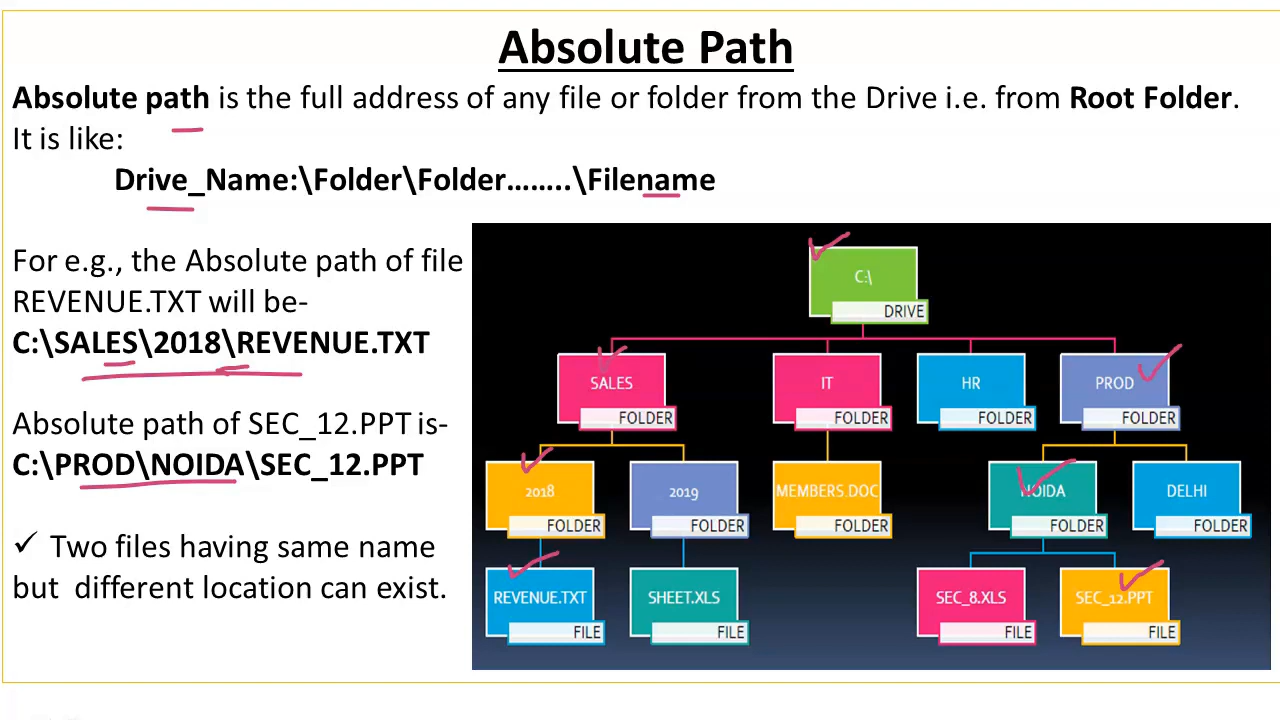 Absolute Path
Absolute path is the full address of any file or folder from the Drive i.e. from Root Folder.
It is like:
Drive_Name:\Folder\Folder……..\Filename
For e.g., the Absolute path of file
REVENUE.TXT will be-
C:\SALES\2018\REVENUE.TXT
Absolute path of SEC_12.PPT is-
C:\PROD\NOIDA\SEC_12.PPT
✓ Two files having same name
but different location can exist.
C:\
DRIVE
SALES IT HR PROD
FOLDER FOLDER FOLDER FOLDER
2018 2019 MEMBERS.DOC NOIDA DELHI
FOLDER FOLDER FOLDER FOLDER FOLDER
REVENUE.TXT SHEET.XLS SEC_8.XLS SEC_12.PPT
FILE FILE FILE FILE